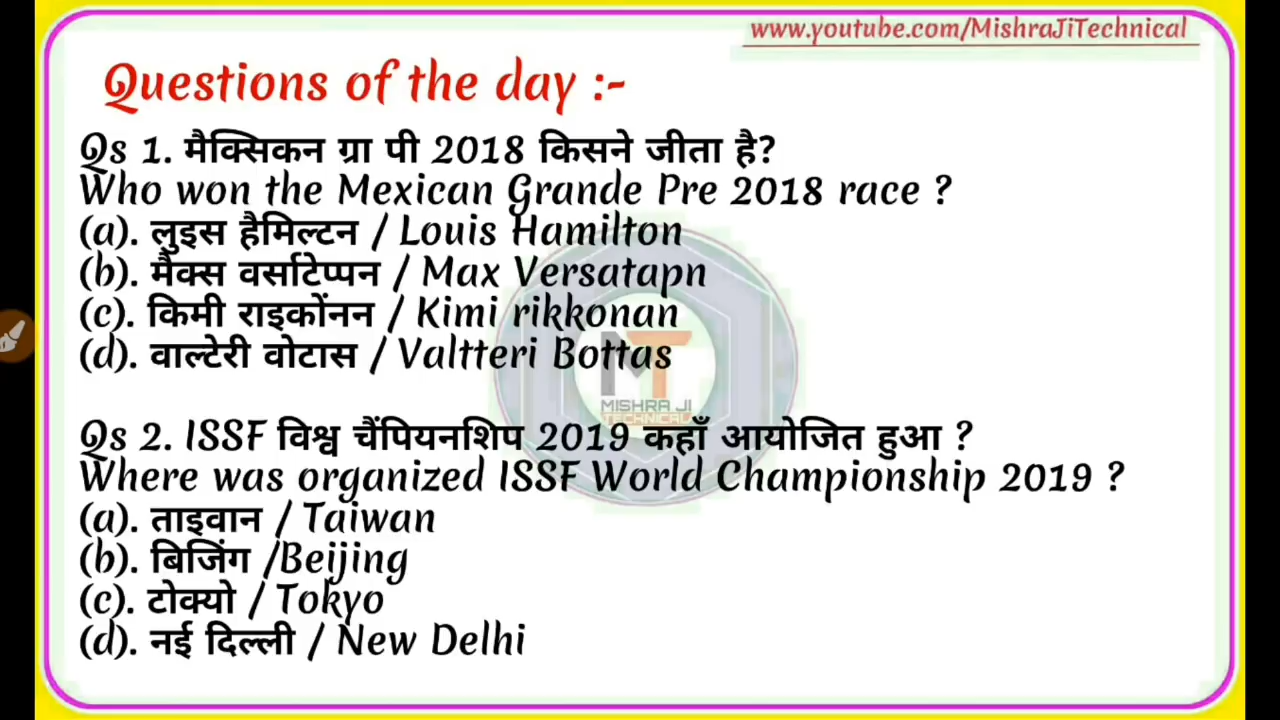 www.youtube.com/MishraJiTechnical
Questions of the day :-
Qs 1. मैक्सिकन ग्रा पी 2018 किसने जीता है?
Who won the Mexican Grande Pre 2018 race ?
(a). लुइस हैमिल्टन / Louis Hamilton
(b). मैक्स वर्साटेप्पन / Max Versatapn
(c). किमी राइकोंनन / Kimi rikkonan
(d). वाल्टेरी वोटास / Valtteri Bottas
MT
MISHRA JI
TECHNICAL
Qs 2. ISSF विश्व चैंपियनशिप 2019 कहाँ आयोजित हुआ ?
Where was organized ISSF World Championship 2019 ?
(a). ताइवान / Taiwan
(b). बिजिंग /Beijing
(c). टोक्यो / Tokyo
(d). नई दिल्ली / New Delhi